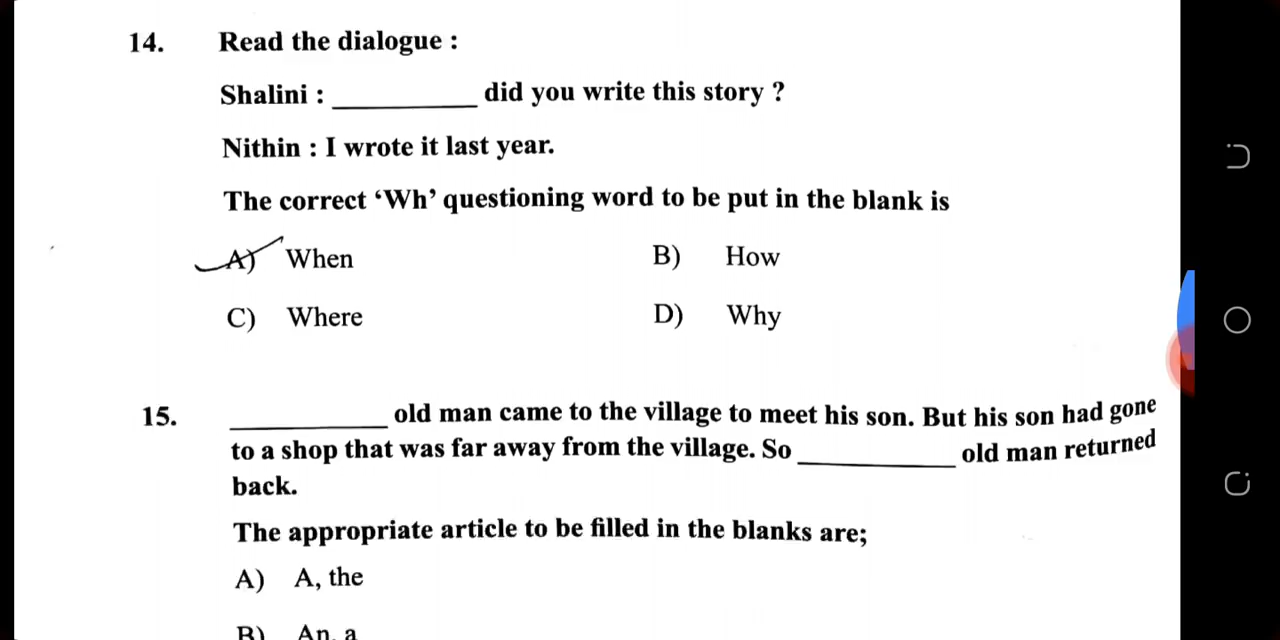 14. Read the dialogue :
Shalini : __________ did you write this story ?
Nithin : I wrote it last year.
The correct ‘Wh’ questioning word to be put in the blank is
A) When B) How
C) Where D) Why
15. ___________ old man came to the village to meet his son. But his son had gone
to a shop that was far away from the village. So ___________ old man returned
back.
The appropriate article to be filled in the blanks are;
A) A, the
B) An, a